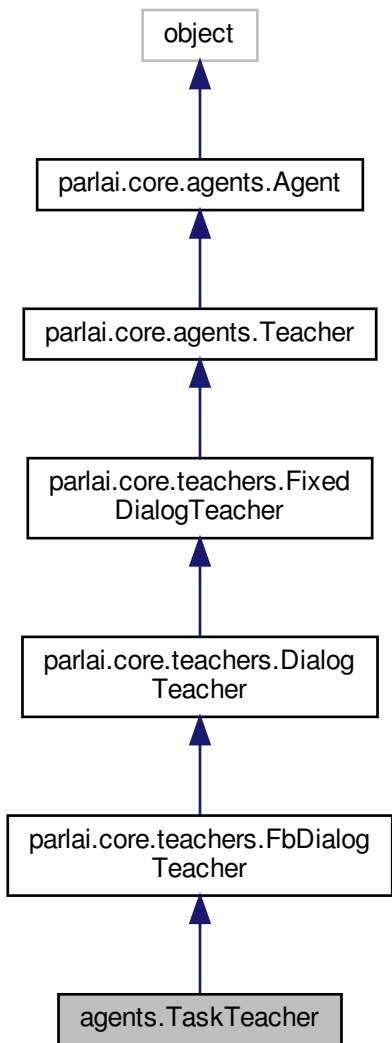 object
parlai.core.agents.Agent
parlai.core.agents.Teacher
parlai.core.teachers.Fixed
DialogTeacher
parlai.core.teachers.Dialog
Teacher
parlai.core.teachers.FbDialog
Teacher
agents.TaskTeacher